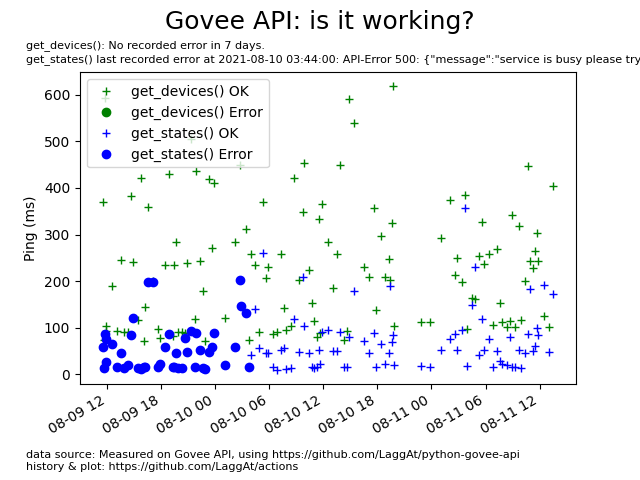 Govee API: is it working?
get_devices(): No recorded error in 7 days.
get_states() last recorded error at 2021-08-10 03:44:00: API-Error 500: {"message":"service is busy please try
get_devices() OK
get_devices() Error
get_states() OK
get_states() Error
Ping (ms)
600
500
400
300
200
100
0
08-09 12
08-09 18
08-10 00
08-10 06
08-10 12
08-10 18
08-11 00
08-11 06
08-11 12
data source: Measured on Govee API, using https://github.com/LaggAt/python-govee-api
history & plot: https://github.com/LaggAt/actions